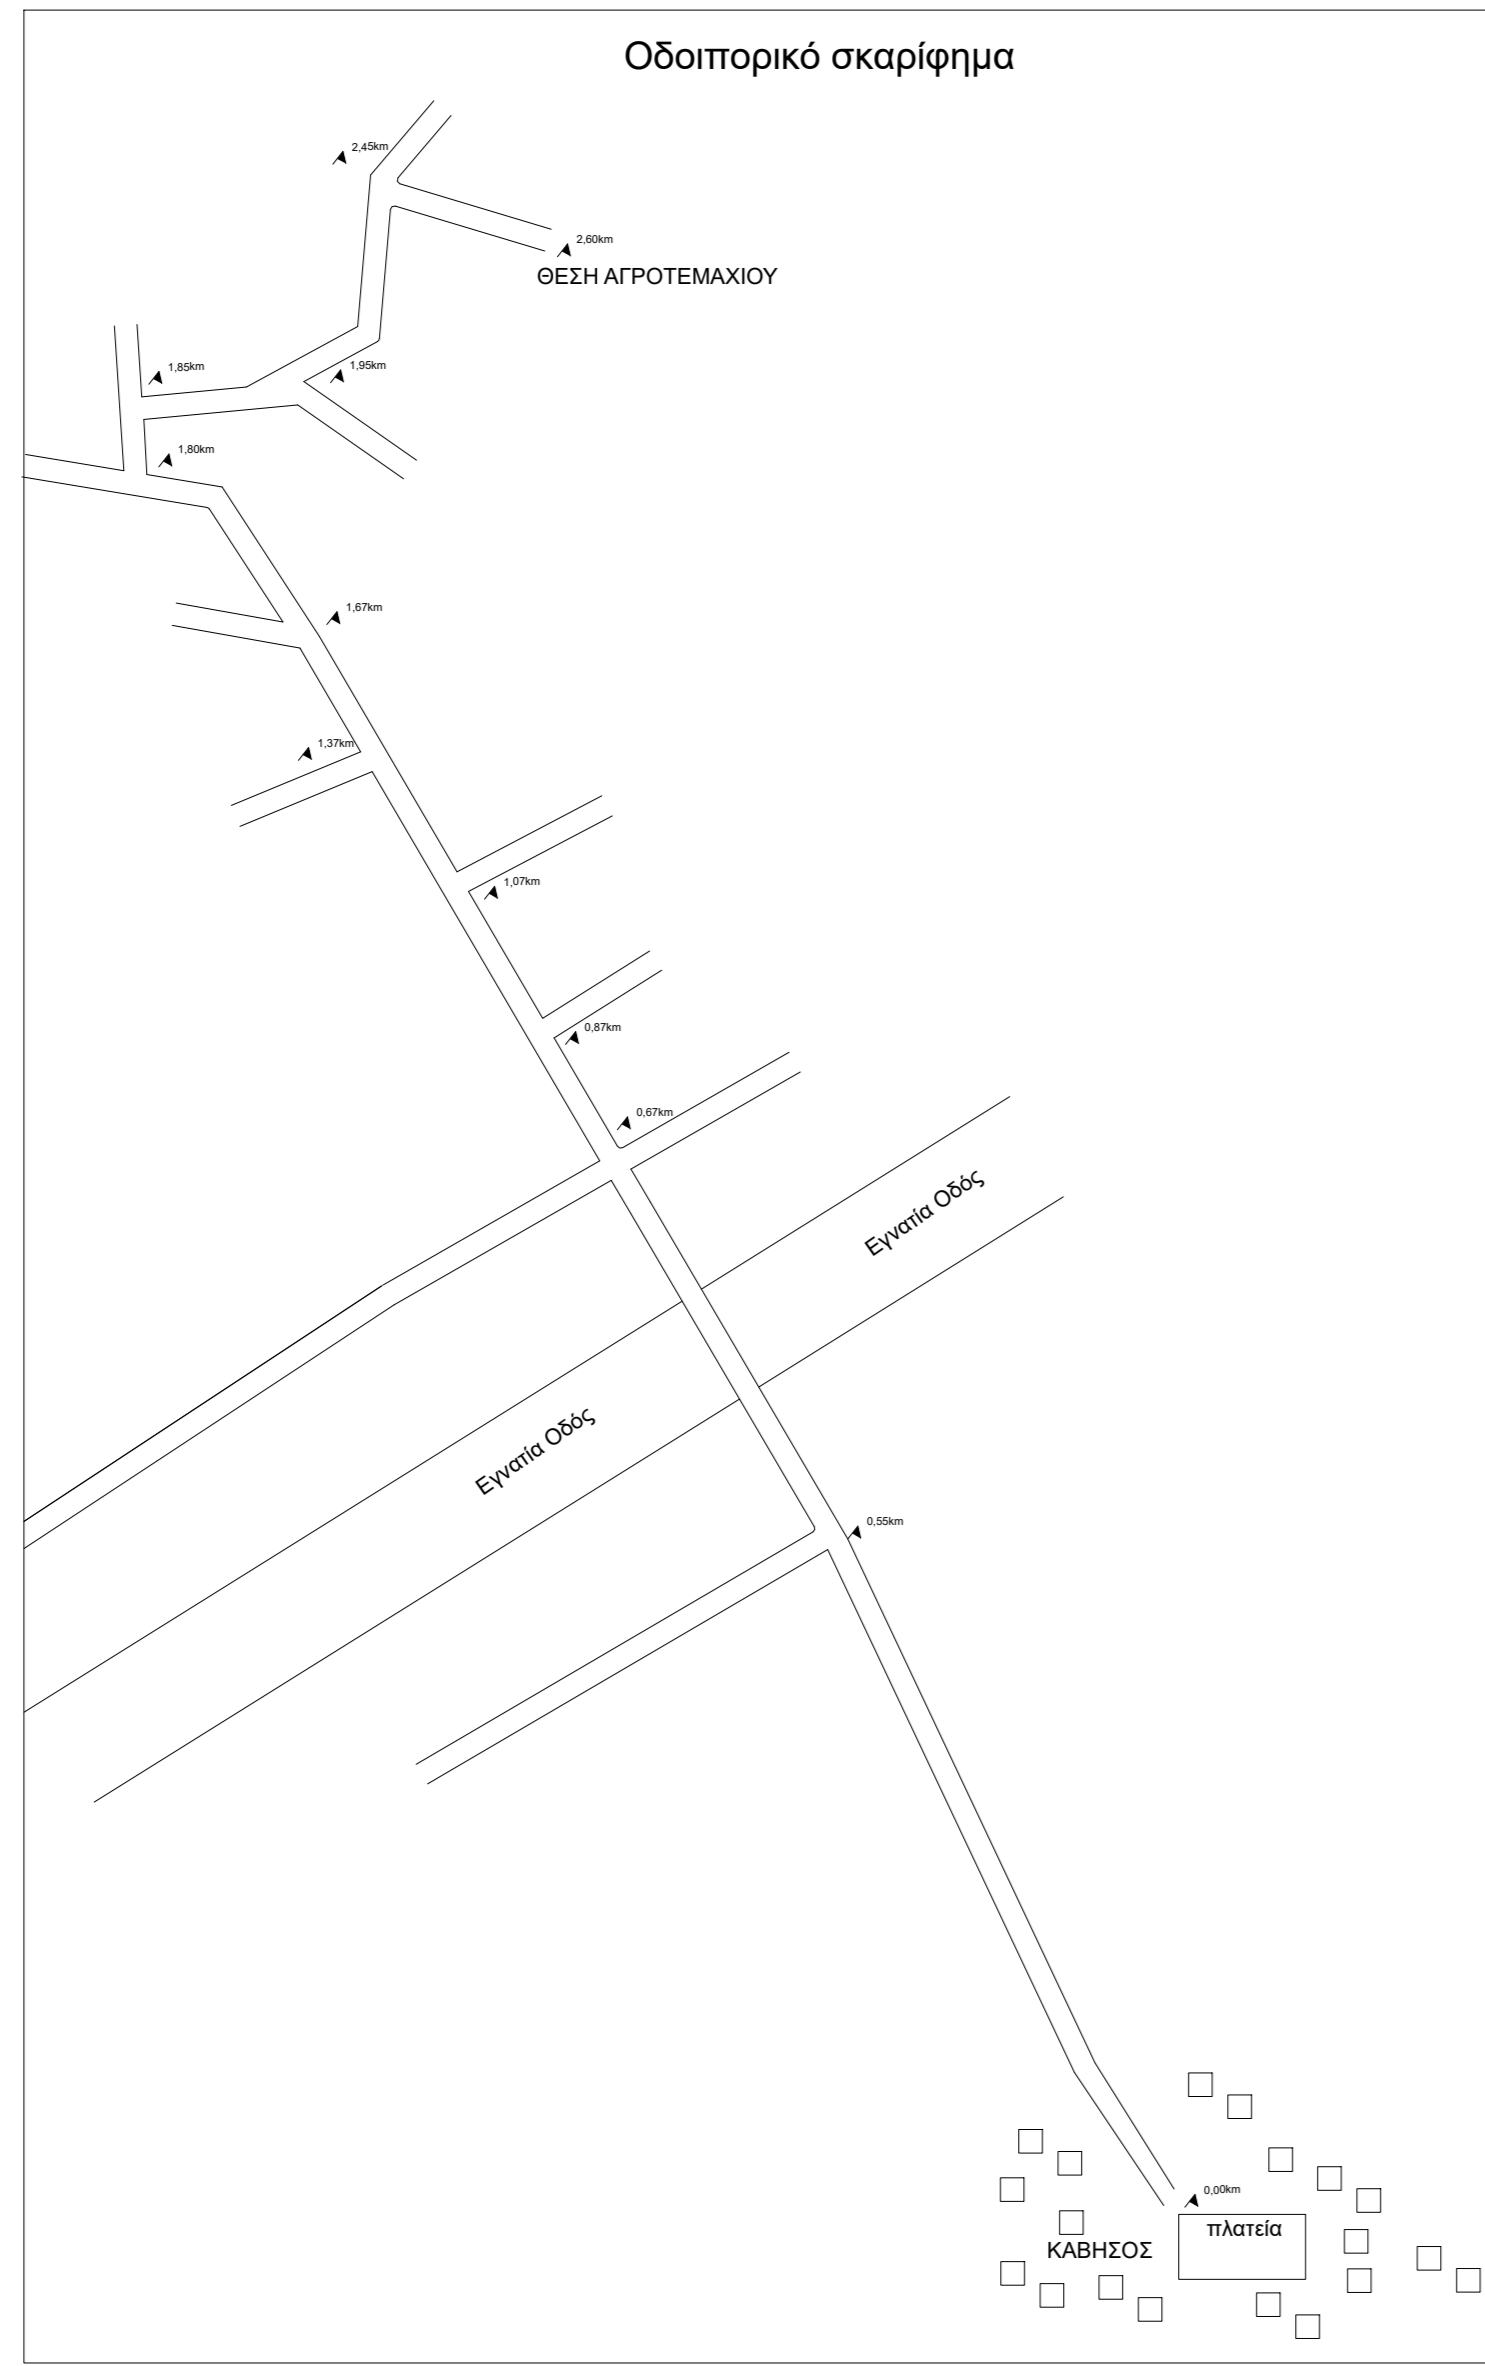 Οδοιπορικό σκαρίφημα
2,45km
2,60km
ΘΕΣΗ ΑΓΡΟΤΕΜΑΧΙΟΥ
1,85km
1,95km
1,80km
1,67km
1,37km
1,07km
0,87km
0,67km
Εγνατία Οδός
Εγνατία Οδός
0,55km
0,00km
πλατεία
ΚΑΒΗΣΟΣ